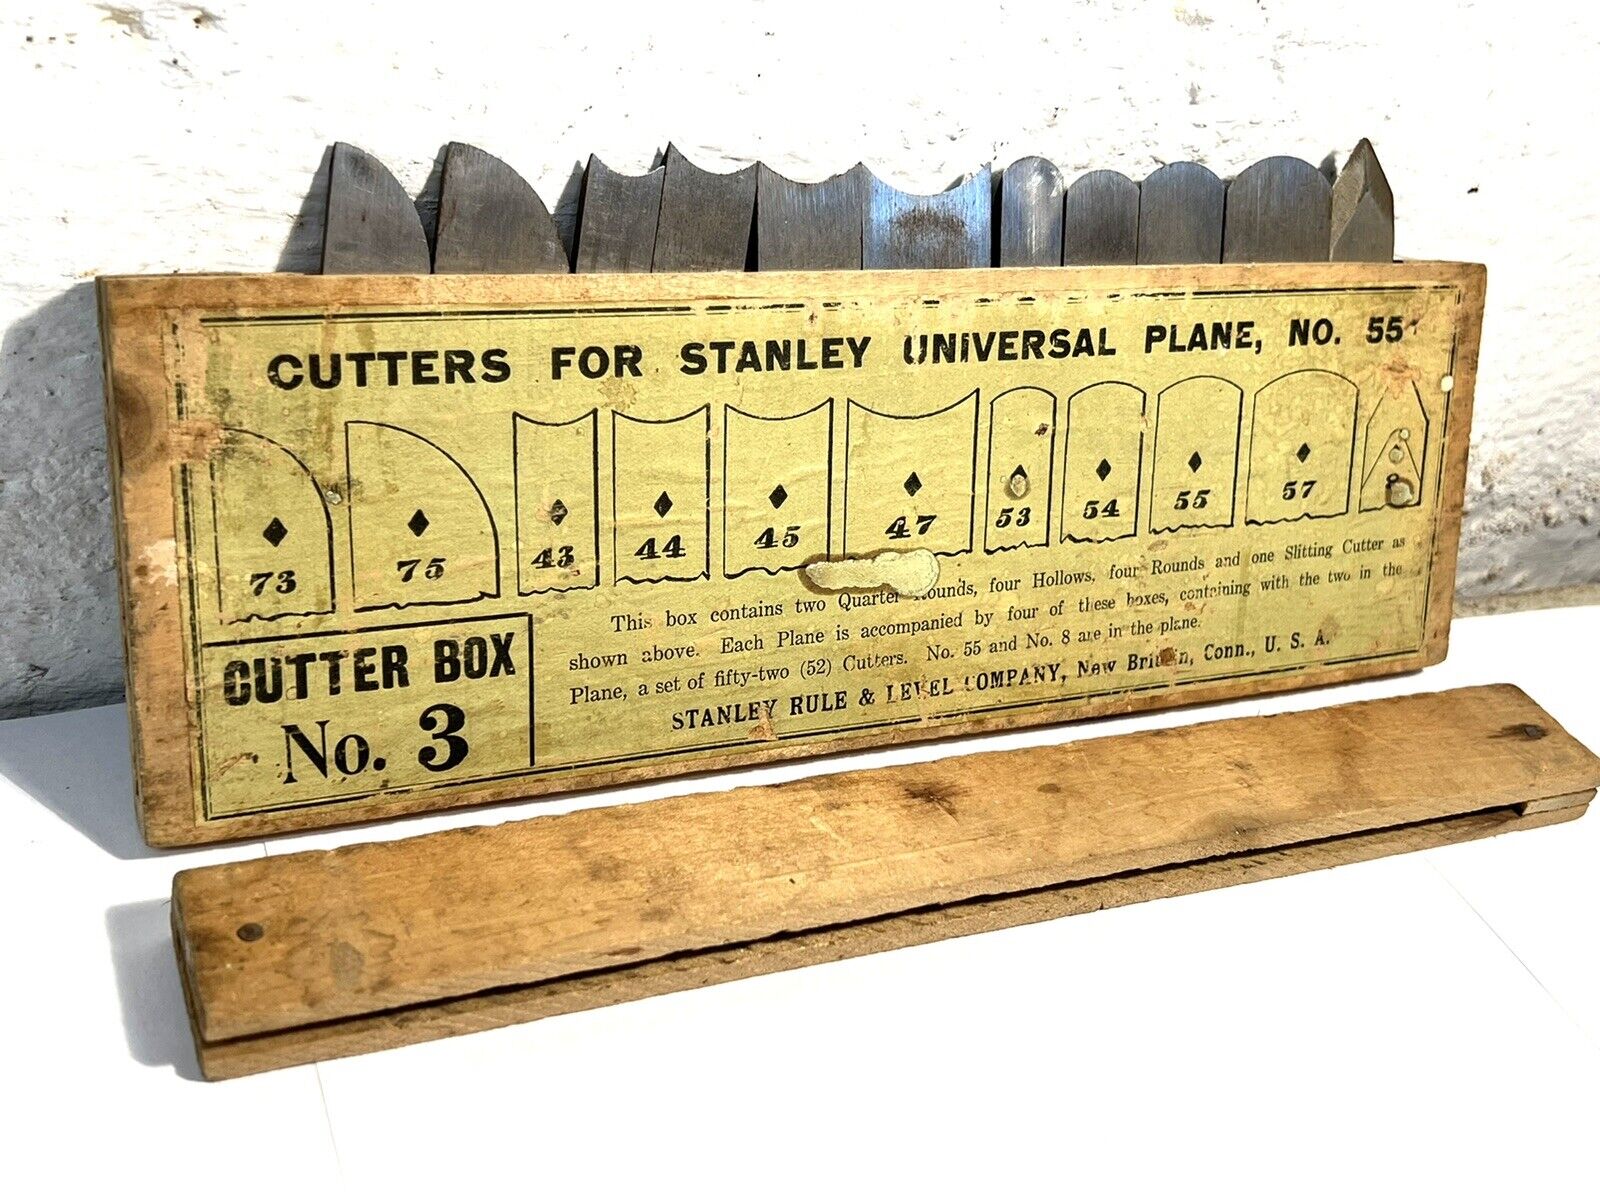 CUTTERS FOR STANLEY UNIVERSAL PLANE, NO. 55
73 75 43 44 45 47 53 54 55 57 8
This box contains two Quarter Rounds, four Hollows, four Rounds and one Slitting Cutter as
shown above. Each Plane is accompanied by four of these boxes, containing with the two in the
Plane, a set of fifty-two (52) Cutters. No. 55 and No. 8 are in the plane.
STANLEY RULE & LEVEL COMPANY, New Britain, Conn., U. S. A.
CUTTER BOX
No. 3